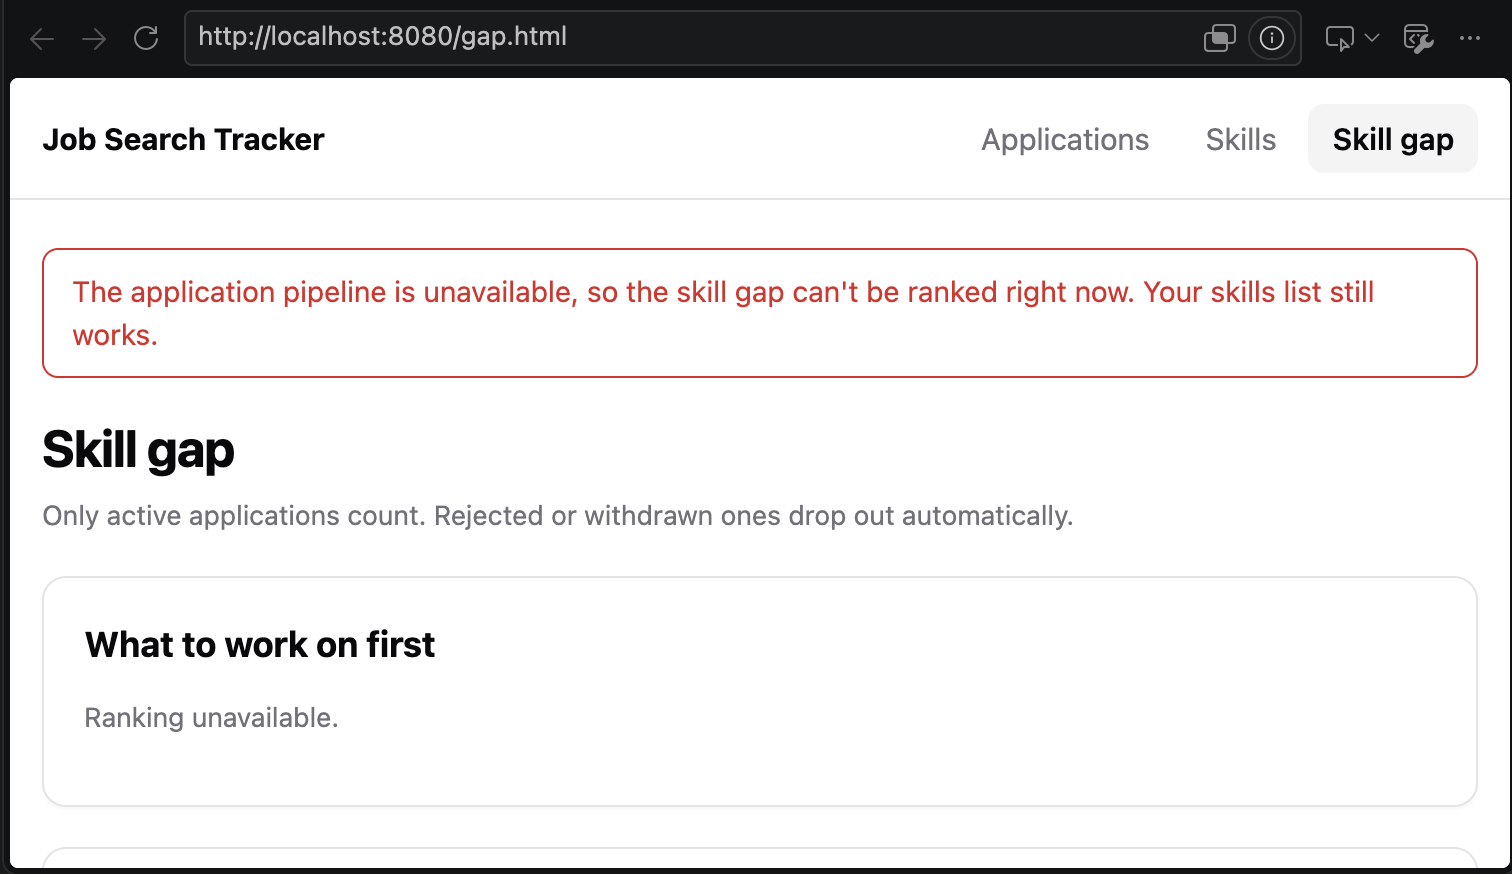 http://localhost:8080/gap.html
Job Search Tracker
Applications
Skills
Skill gap
The application pipeline is unavailable, so the skill gap can't be ranked right now. Your skills list still
works.
Skill gap
Only active applications count. Rejected or withdrawn ones drop out automatically.
What to work on first
Ranking unavailable.